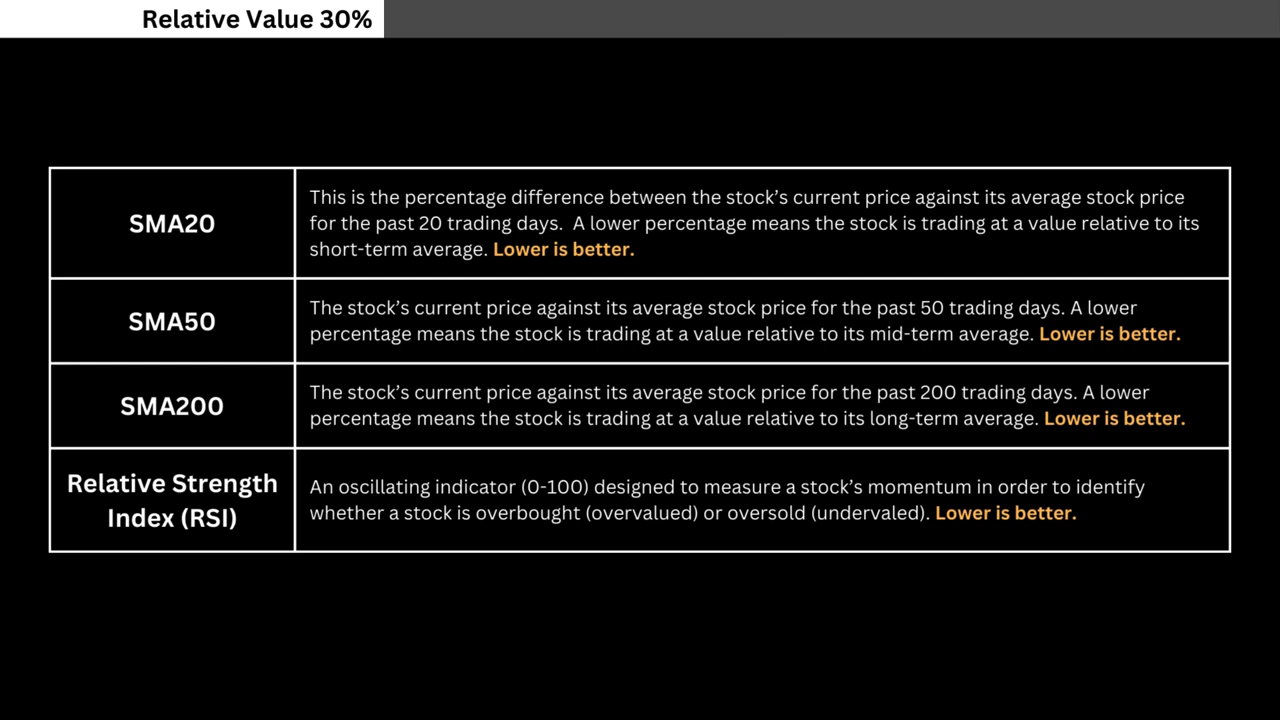 Relative Value 30%
SMA20
This is the percentage difference between the stock’s current price against its average stock price
for the past 20 trading days.  A lower percentage means the stock is trading at a value relative to its
short-term average. Lower is better.
SMA50
The stock’s current price against its average stock price for the past 50 trading days. A lower
percentage means the stock is trading at a value relative to its mid-term average. Lower is better.
SMA200
The stock’s current price against its average stock price for the past 200 trading days. A lower
percentage means the stock is trading at a value relative to its long-term average. Lower is better.
Relative Strength
Index (RSI)
An oscillating indicator (0-100) designed to measure a stock’s momentum in order to identify
whether a stock is overbought (overvalued) or oversold (undervaled). Lower is better.